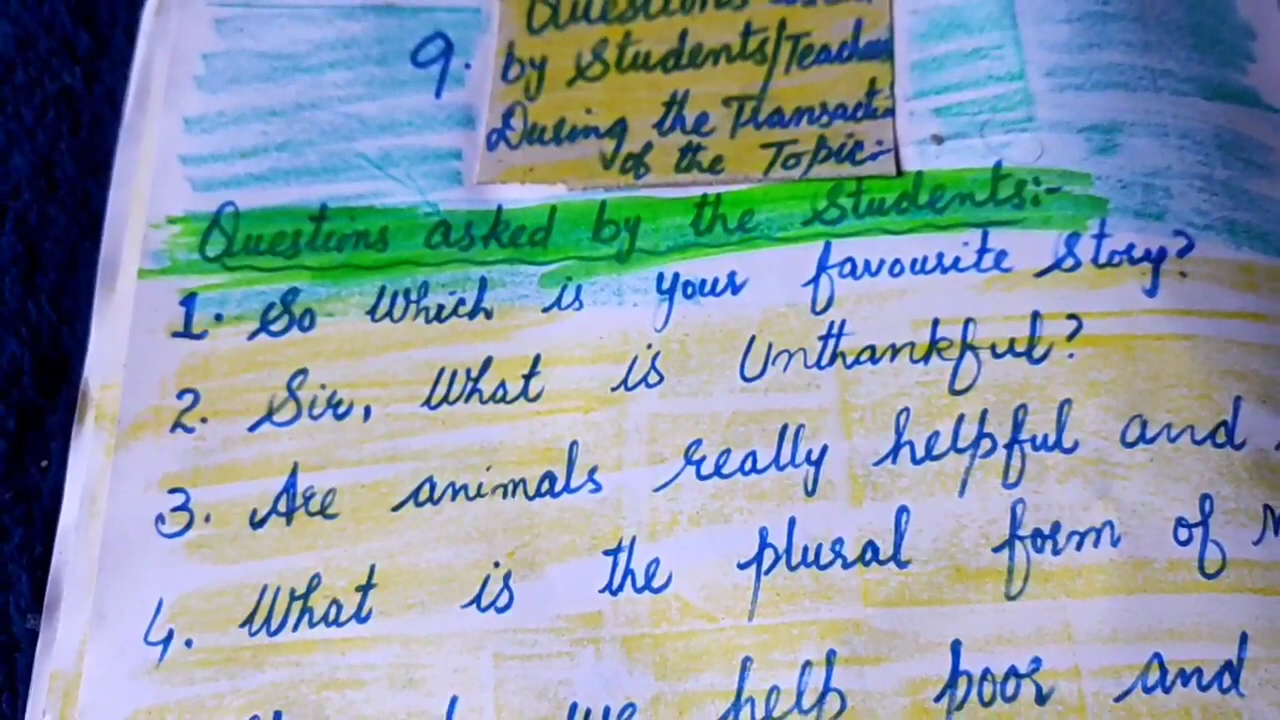 Questions
9. by Students/Teacher
During the Transacti
of the Topic:-
Questions asked by the Students:-
1. So Which is your favourite Story?
2. Sir, What is Unthankful?
3. Are animals really helpful and
4. What is the plural form of
we help poor and